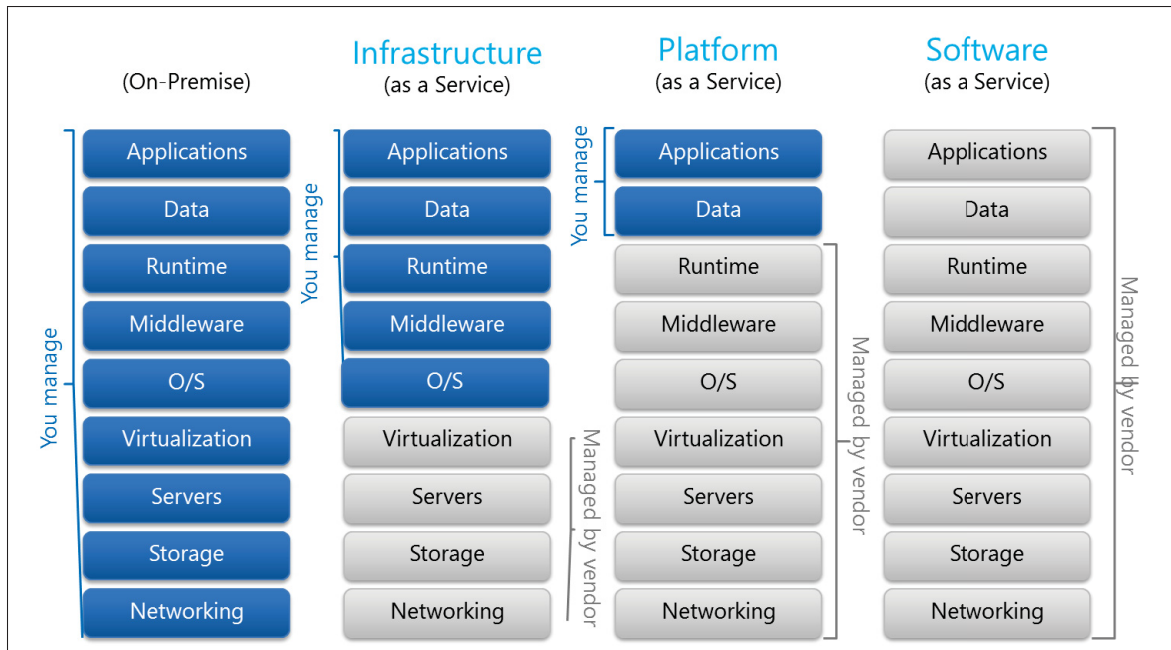 (On-Premise)
Infrastructure
(as a Service)
Platform
(as a Service)
Software
(as a Service)
You manage
Applications
Data
Runtime
Middleware
O/S
Virtualization
Servers
Storage
Networking
You manage
Applications
Data
Runtime
Middleware
O/S
Virtualization
Servers
Storage
Networking
Managed by vendor
You manage
Applications
Data
Runtime
Middleware
O/S
Virtualization
Servers
Storage
Networking
Managed by vendor
Applications
Data
Runtime
Middleware
O/S
Virtualization
Servers
Storage
Networking
Managed by vendor